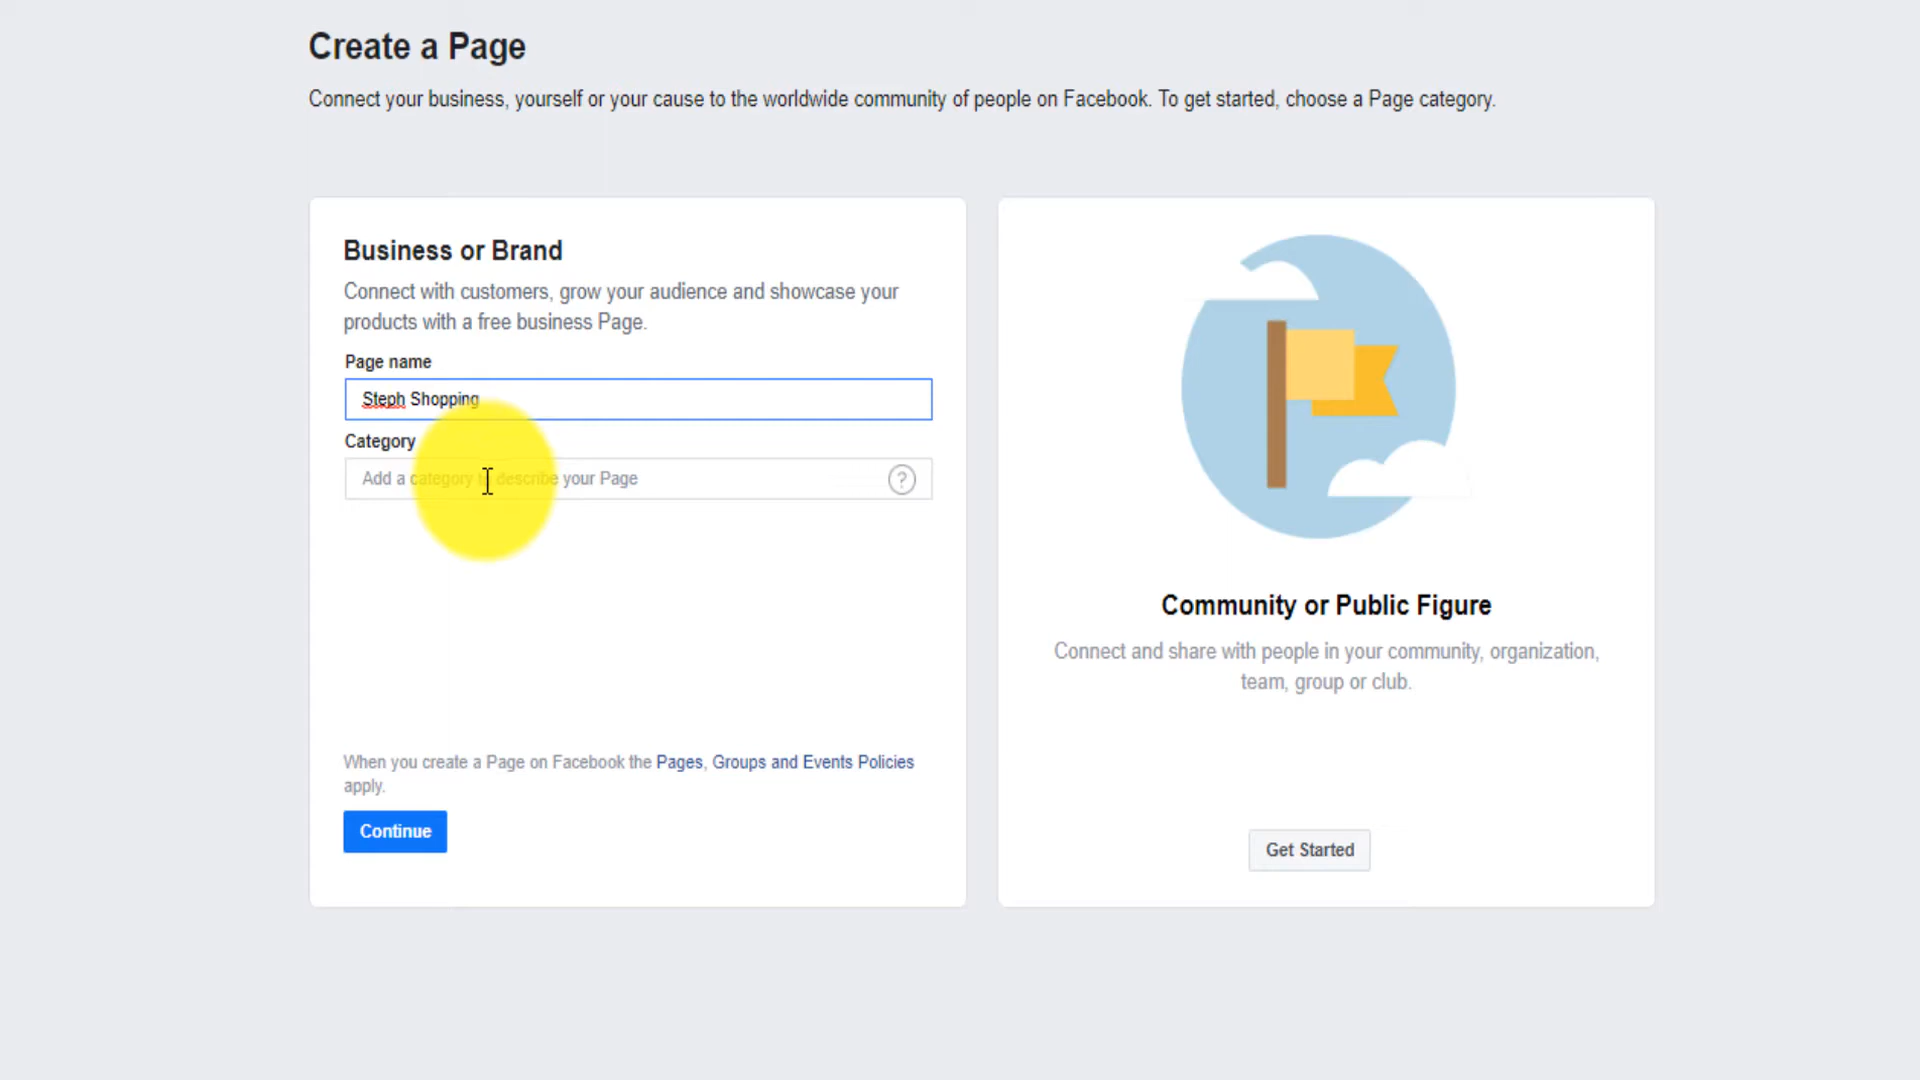 Create a Page
Connect your business, yourself or your cause to the worldwide community of people on Facebook. To get started, choose a Page category.
Business or Brand
Connect with customers, grow your audience and showcase your
products with a free business Page.
Page name
Steph Shopping
Category
Add a category to describe your Page
?
When you create a Page on Facebook the Pages, Groups and Events Policies
apply.
Continue
Community or Public Figure
Connect and share with people in your community, organization,
team, group or club.
Get Started